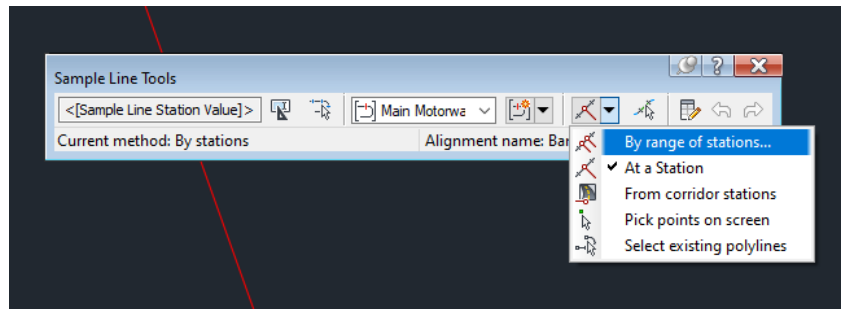 Sample Line Tools
?
<[Sample Line Station Value]>
Main Motorwa
Current method: By stations
Alignment name: Bar
By range of stations...
At a Station
From corridor stations
Pick points on screen
Select existing polylines